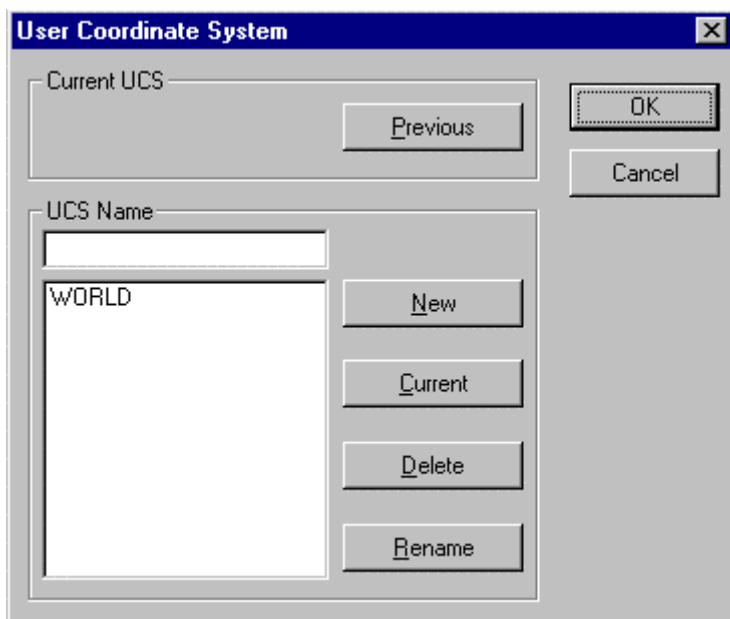 User Coordinate System
Current UCS
Previous
OK
Cancel
UCS Name
WORLD
New
Current
Delete
Rename